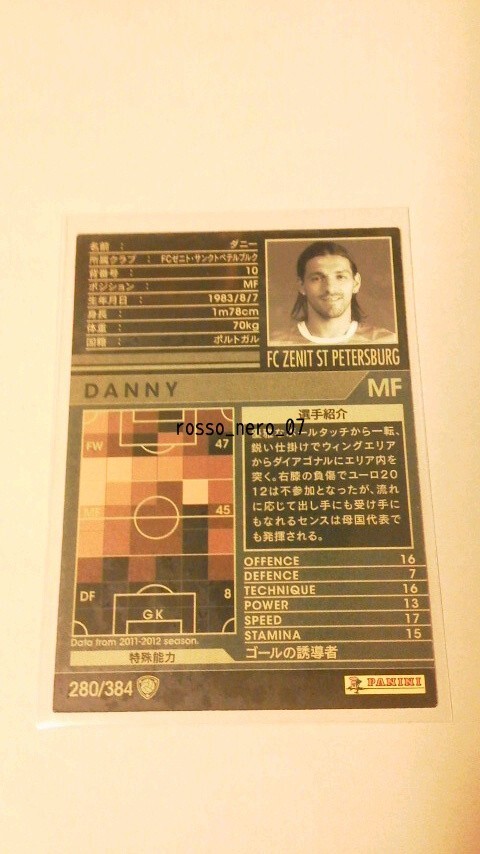 名前 : ダニー
所属クラブ : FCゼニト・サンクトペテルブルク
背番号 : 10
ポジション : MF
生年月日 : 1983/8/7
身長 : 1m78cm
体重 : 70kg
国籍 : ポルトガル
FC ZENIT ST PETERSBURG
DANNY
MF
選手紹介
rosso_nero_07
ールタッチから一転、
鋭い仕掛けでウィングエリア
からダイアゴナルにエリア内を
突く。右膝の負傷でユーロ20
12は不参加となったが、流れ
に応じて出し手にも受け手に
もなれるセンスは母国代表で
も発揮される。
FW 47
MF 45
DF 8
GK
Data from 2011-2012 season.
OFFENCE 16
DEFENCE 7
TECHNIQUE 16
POWER 13
SPEED 17
STAMINA 15
特殊能力
ゴールの誘導者
280/384
PANINI